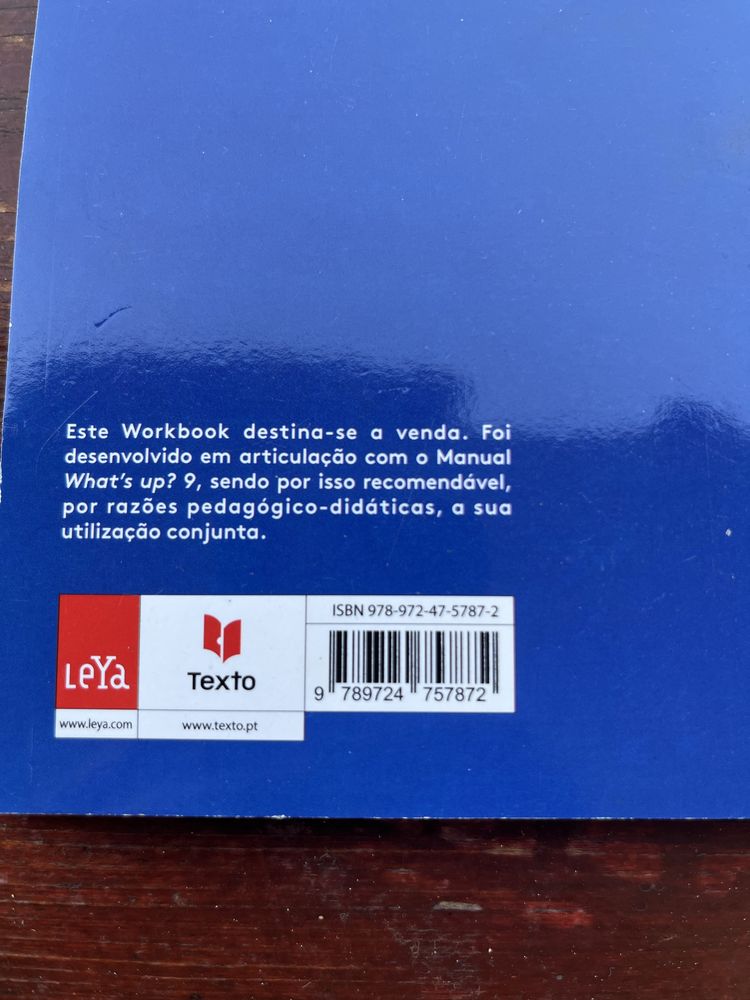 Este Workbook destina-se a venda. Foi
desenvolvido em articulação com o Manual
What's up? 9, sendo por isso recomendável,
por razões pedagógico-didáticas, a sua
utilização conjunta.
LeYa
www.leya.com
Texto
www.texto.pt
ISBN 978-972-47-5787-2
9 789724 757872